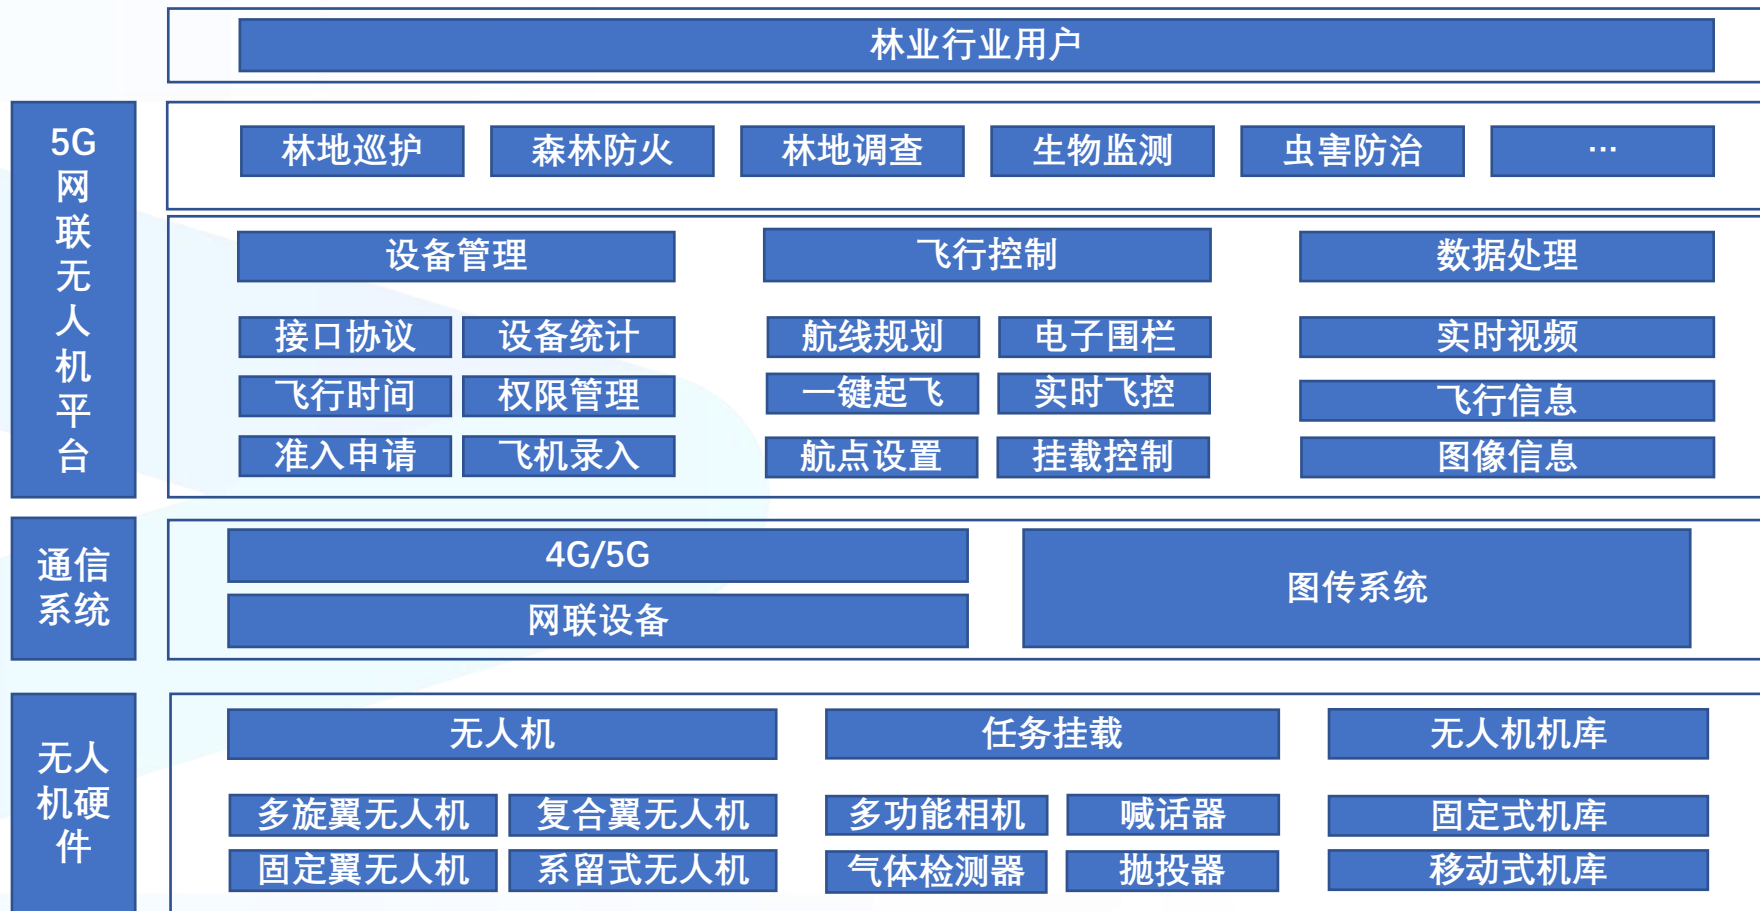 林业行业用户
5G网联无人机平台
林地巡护
森林防火
林地调查
生物监测
虫害防治
…
设备管理
飞行控制
数据处理
接口协议
设备统计
航线规划
电子围栏
实时视频
飞行时间
权限管理
一键起飞
实时飞控
飞行信息
准入申请
飞机录入
航点设置
挂载控制
图像信息
通信
系统
4G/5G
网联设备
图传系统
无人
机硬
件
无人机
任务挂载
无人机机库
多旋翼无人机
复合翼无人机
多功能相机
喊话器
固定式机库
固定翼无人机
系留式无人机
气体检测器
抛投器
移动式机库